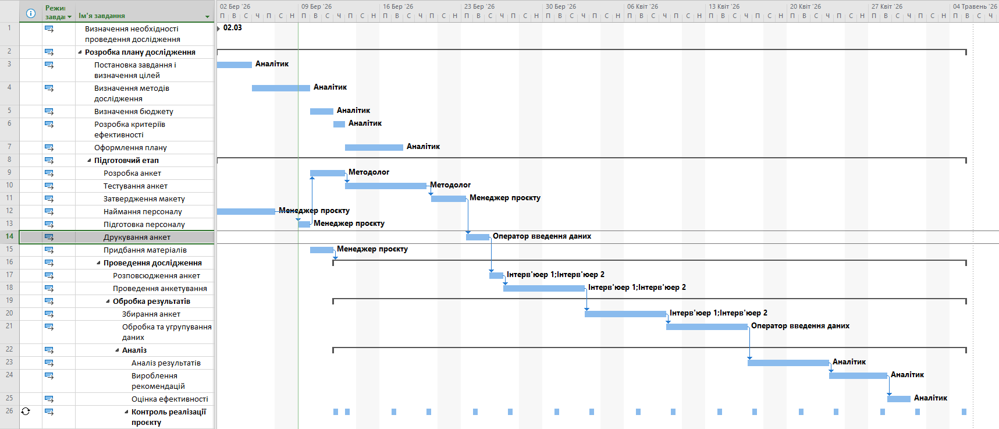 Режим
завдан
Ім'я завдання
02 Бер '26 09 Бер '26 16 Бер '26 23 Бер '26 30 Бер '26 06 Квіт '26 13 Квіт '26 20 Квіт '26 27 Квіт '26 04 Травень '26
П В С Ч П С Н П В С Ч П С Н П В С Ч П С Н П В С Ч П С Н П В С Ч П С Н П В С Ч П С Н П В С Ч П С Н П В С Ч П С Н П В С Ч П С Н П В С Ч
1 Визначення необхідності 02.03
проведення дослідження
2 Розробка плану дослідження
3 Постановка завдання і Аналітик
визначення цілей
4 Визначення методів Аналітик
дослідження
5 Визначення бюджету Аналітик
6 Розробка критеріїв Аналітик
ефективності
7 Оформлення плану Аналітик
8 Підготовчий етап
9 Розробка анкет Методолог
10 Тестування анкет Методолог
11 Затвердження макету Менеджер проєкту
12 Наймання персоналу Менеджер проєкту
13 Підготовка персоналу Менеджер проєкту
14 Друкування анкет Оператор введення даних
15 Придбання матеріалів Менеджер проєкту
16 Проведення дослідження
17 Розповсюдження анкет Інтерв'юер 1;Інтерв'юер 2
18 Проведення анкетування Інтерв'юер 1;Інтерв'юер 2
19 Обробка результатів
20 Збирання анкет Інтерв'юер 1;Інтерв'юер 2
21 Обробка та угрупування Оператор введення даних
даних
22 Аналіз
23 Аналіз результатів Аналітик
24 Вироблення Аналітик
рекомендацій
25 Оцінка ефективності Аналітик
26 Контроль реалізації
проєкту